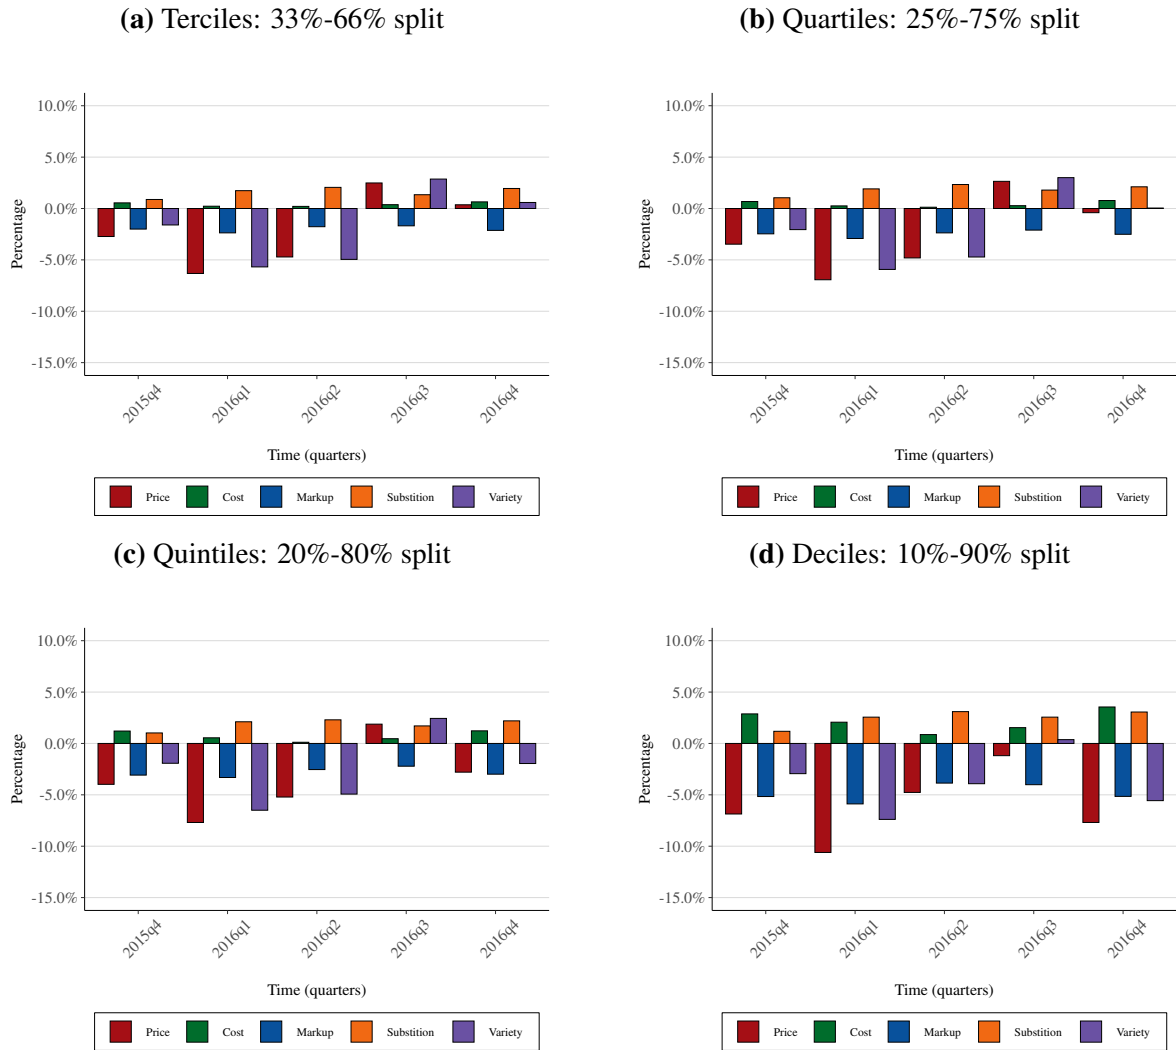 (a) Terciles: 33%-66% split
10.0%
5.0%
0.0%
-5.0%
-10.0%
-15.0%
Percentage
2015q4 2016q1 2016q2 2016q3 2016q4
Time (quarters)
Price Cost Markup Substition Variety
(b) Quartiles: 25%-75% split
10.0%
5.0%
0.0%
-5.0%
-10.0%
-15.0%
Percentage
2015q4 2016q1 2016q2 2016q3 2016q4
Time (quarters)
Price Cost Markup Substition Variety
(c) Quintiles: 20%-80% split
10.0%
5.0%
0.0%
-5.0%
-10.0%
-15.0%
Percentage
2015q4 2016q1 2016q2 2016q3 2016q4
Time (quarters)
Price Cost Markup Substition Variety
(d) Deciles: 10%-90% split
10.0%
5.0%
0.0%
-5.0%
-10.0%
-15.0%
Percentage
2015q4 2016q1 2016q2 2016q3 2016q4
Time (quarters)
Price Cost Markup Substition Variety